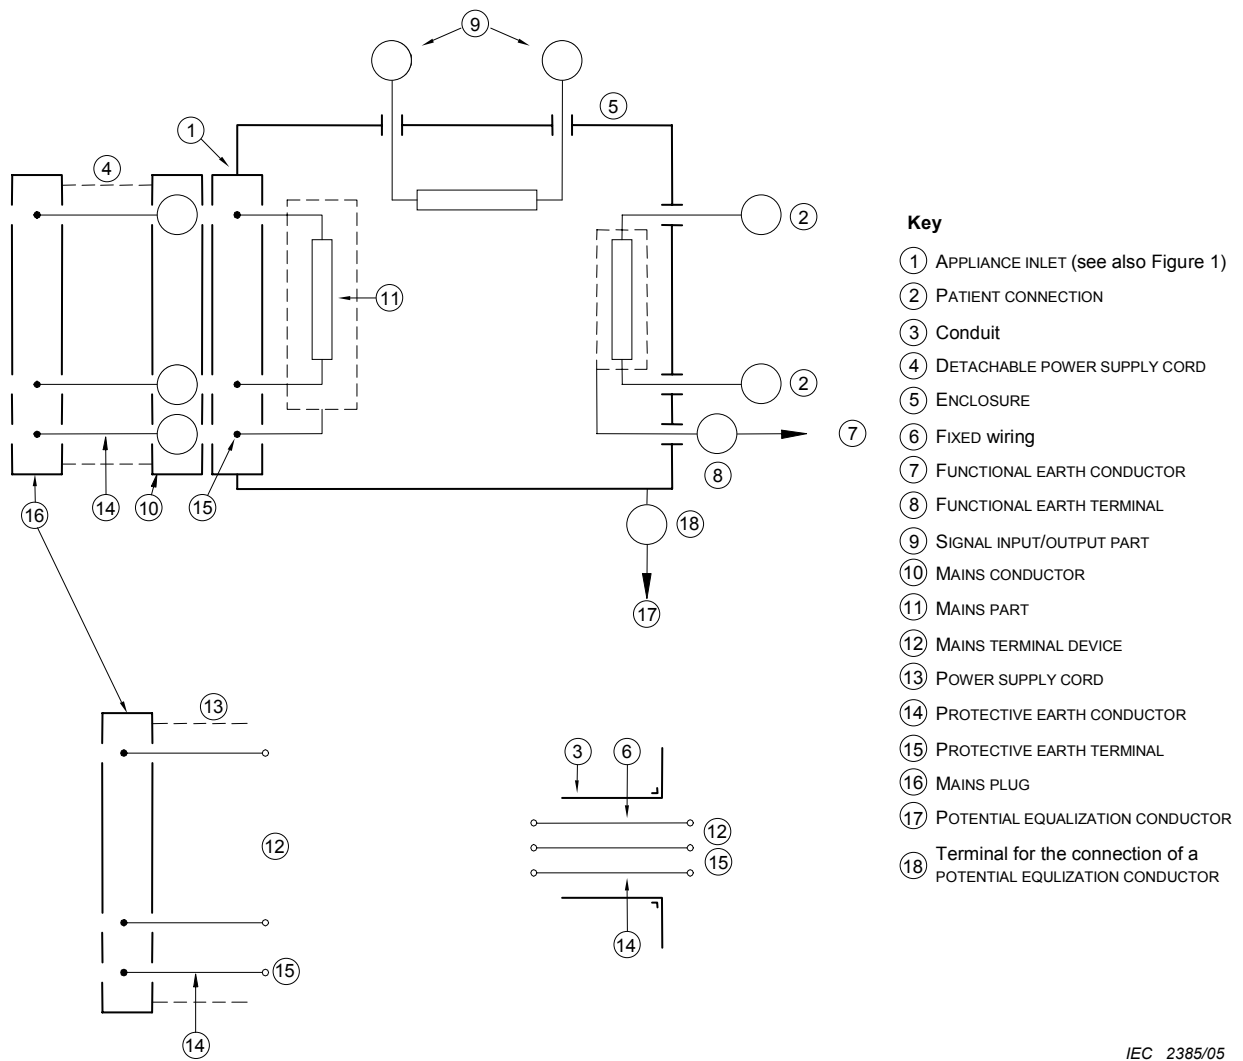 9
5
1
4
2
11
2
7
8
16
14
10
15
18
17
13
3
6
12
12
15
15
14
14
Key
1 APPLIANCE INLET (see also Figure 1)
2 PATIENT CONNECTION
3 Conduit
4 DETACHABLE POWER SUPPLY CORD
5 ENCLOSURE
6 FIXED wiring
7 FUNCTIONAL EARTH CONDUCTOR
8 FUNCTIONAL EARTH TERMINAL
9 SIGNAL INPUT/OUTPUT PART
10 MAINS CONDUCTOR
11 MAINS PART
12 MAINS TERMINAL DEVICE
13 POWER SUPPLY CORD
14 PROTECTIVE EARTH CONDUCTOR
15 PROTECTIVE EARTH TERMINAL
16 MAINS PLUG
17 POTENTIAL EQUALIZATION CONDUCTOR
18 Terminal for the connection of a
POTENTIAL EQULIZATION CONDUCTOR
IEC 2385/05